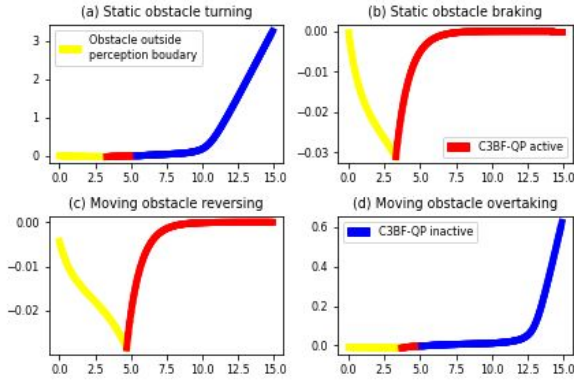 (a) Static obstacle turning
3
2
1
0
Obstacle outside
perception boudary
0.0 2.5 5.0 7.5 10.0 12.5 15.0
(b) Static obstacle braking
0.00
−0.01
−0.02
−0.03
C3BF-QP active
0.0 2.5 5.0 7.5 10.0 12.5 15.0
(c) Moving obstacle reversing
0.00
−0.01
−0.02
0.0 2.5 5.0 7.5 10.0 12.5 15.0
(d) Moving obstacle overtaking
0.6
0.4
0.2
0.0
C3BF-QP inactive
0.0 2.5 5.0 7.5 10.0 12.5 15.0